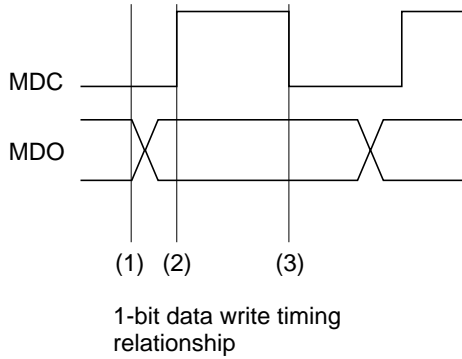 MDC
MDO
(1) (2) (3)
1-bit data write timing
relationship